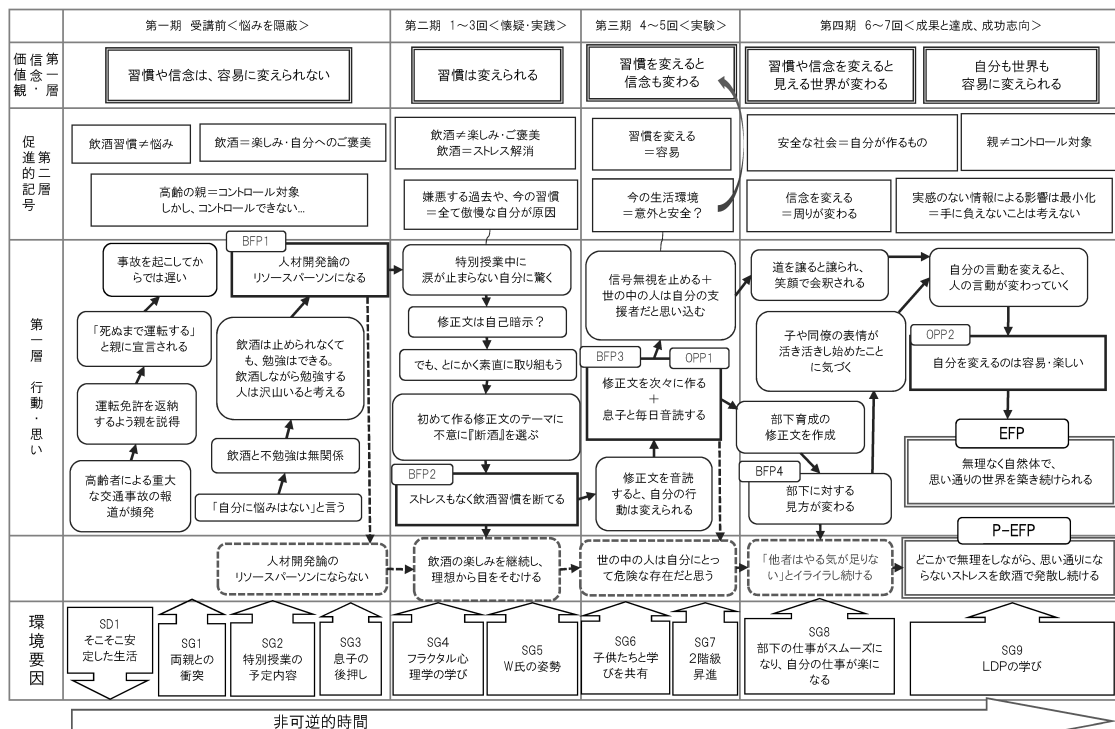 第一期 受講前<悩みを隠蔽>
第二期 1~3回<懐疑・実践>
第三期 4~5回<実験>
第四期 6~7回<成果と達成、成功志向>
第一層
信念・
価値観
習慣や信念は、容易に変えられない
習慣は変えられる
習慣を変えると
信念も変わる
習慣や信念を変えると
見える世界が変わる
自分も世界も
容易に変えられる
第二層
促進的記号
飲酒習慣≠悩み
飲酒=楽しみ・自分へのご褒美
高齢の親=コントロール対象
しかし、コントロールできない…
飲酒≠楽しみ・ご褒美
飲酒=ストレス解消
嫌悪する過去や、今の習慣
=全て傲慢な自分が原因
習慣を変える
=容易
今の生活環境
=意外と安全?
安全な社会=自分が作るもの
親≠コントロール対象
信念を変える
=周りが変わる
実感のない情報による影響は最小化
=手に負えないことは考えない
第一層 行動・思い
事故を起こしてか
らでは遅い
「死ぬまで運転する」
と親に宣言される
運転免許を返納
するよう親を説得
高齢者による重大
な交通事故の報
道が頻発
BFP1
人材開発論の
リソースパーソンになる
飲酒は止められなくて
も、勉強はできる。
飲酒しながら勉強する
人は沢山いると考える
飲酒と不勉強は無関係
「自分に悩みはない」と言う
特別授業中に
涙が止まらない自分に驚く
修正文は自己暗示?
でも、とにかく素直に取り組もう
初めて作る修正文のテーマに
不意に『断酒』を選ぶ
BFP2
ストレスもなく飲酒習慣を断てる
信号無視を止める+
世の中の人は自分の支
援者だと思い込む
BFP3
OPP1
修正文を次々に作る
+
息子と毎日音読する
修正文を音読
すると、自分の行
動は変えられる
道を譲ると譲られ、
笑顔で会釈される
子や同僚の表情が
活き活きし始めたこと
に気づく
部下育成の
修正文を作成
BFP4
部下に対する
見方が変わる
自分の言動を変えると、
人の言動が変わっていく
OPP2
自分を変えるのは容易・楽しい
EFP
無理なく自然体で、
思い通りの世界を築き続けられる
人材開発論の
リソースパーソンにならない
飲酒の楽しみを継続し、
理想から目をそむける
世の中の人は自分にとっ
て危険な存在だと思う
「他者はやる気が足りな
い」とイライラし続ける
P-EFP
どこかで無理をしながら、思い通りにな
らないストレスを飲酒で発散し続ける
環境要因
SD1
そこそこ安
定した生活
SG1
両親との
衝突
SG2
特別授業の
予定内容
SG3
息子の
後押し
SG4
フラクタル心
理学の学び
SG5
W氏の姿勢
SG6
子供たちと学
びを共有
SG7
2階級
昇進
SG8
部下の仕事がスムーズに
なり、自分の仕事が楽に
なる
SG9
LDPの学び
非可逆的時間